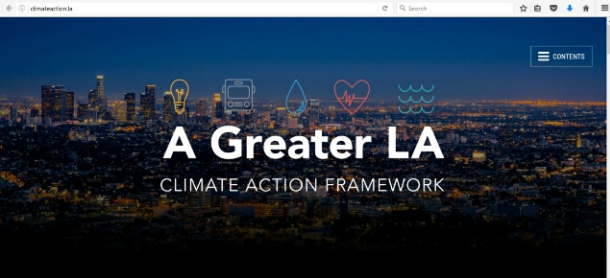 climateaction.la
Search
CONTENTS
A Greater LA
CLIMATE ACTION FRAMEWORK